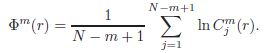 Φ^m(r) = \frac{1}{N − m + 1} \sum_{j=1}^{N−m+1} ln C_j^m(r).